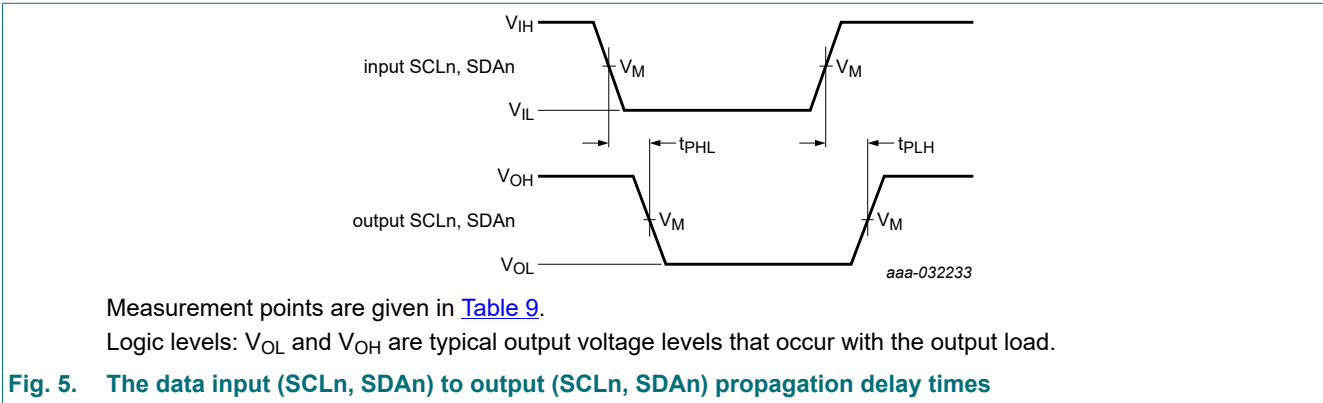 VIH
input SCLn, SDAn
VM
VM
VIL
tPHL
tPLH
VOH
output SCLn, SDAn
VM
VM
VOL
aaa-032233
Measurement points are given in Table 9.
Logic levels: VOL and VOH are typical output voltage levels that occur with the output load.
Fig. 5. The data input (SCLn, SDAn) to output (SCLn, SDAn) propagation delay times